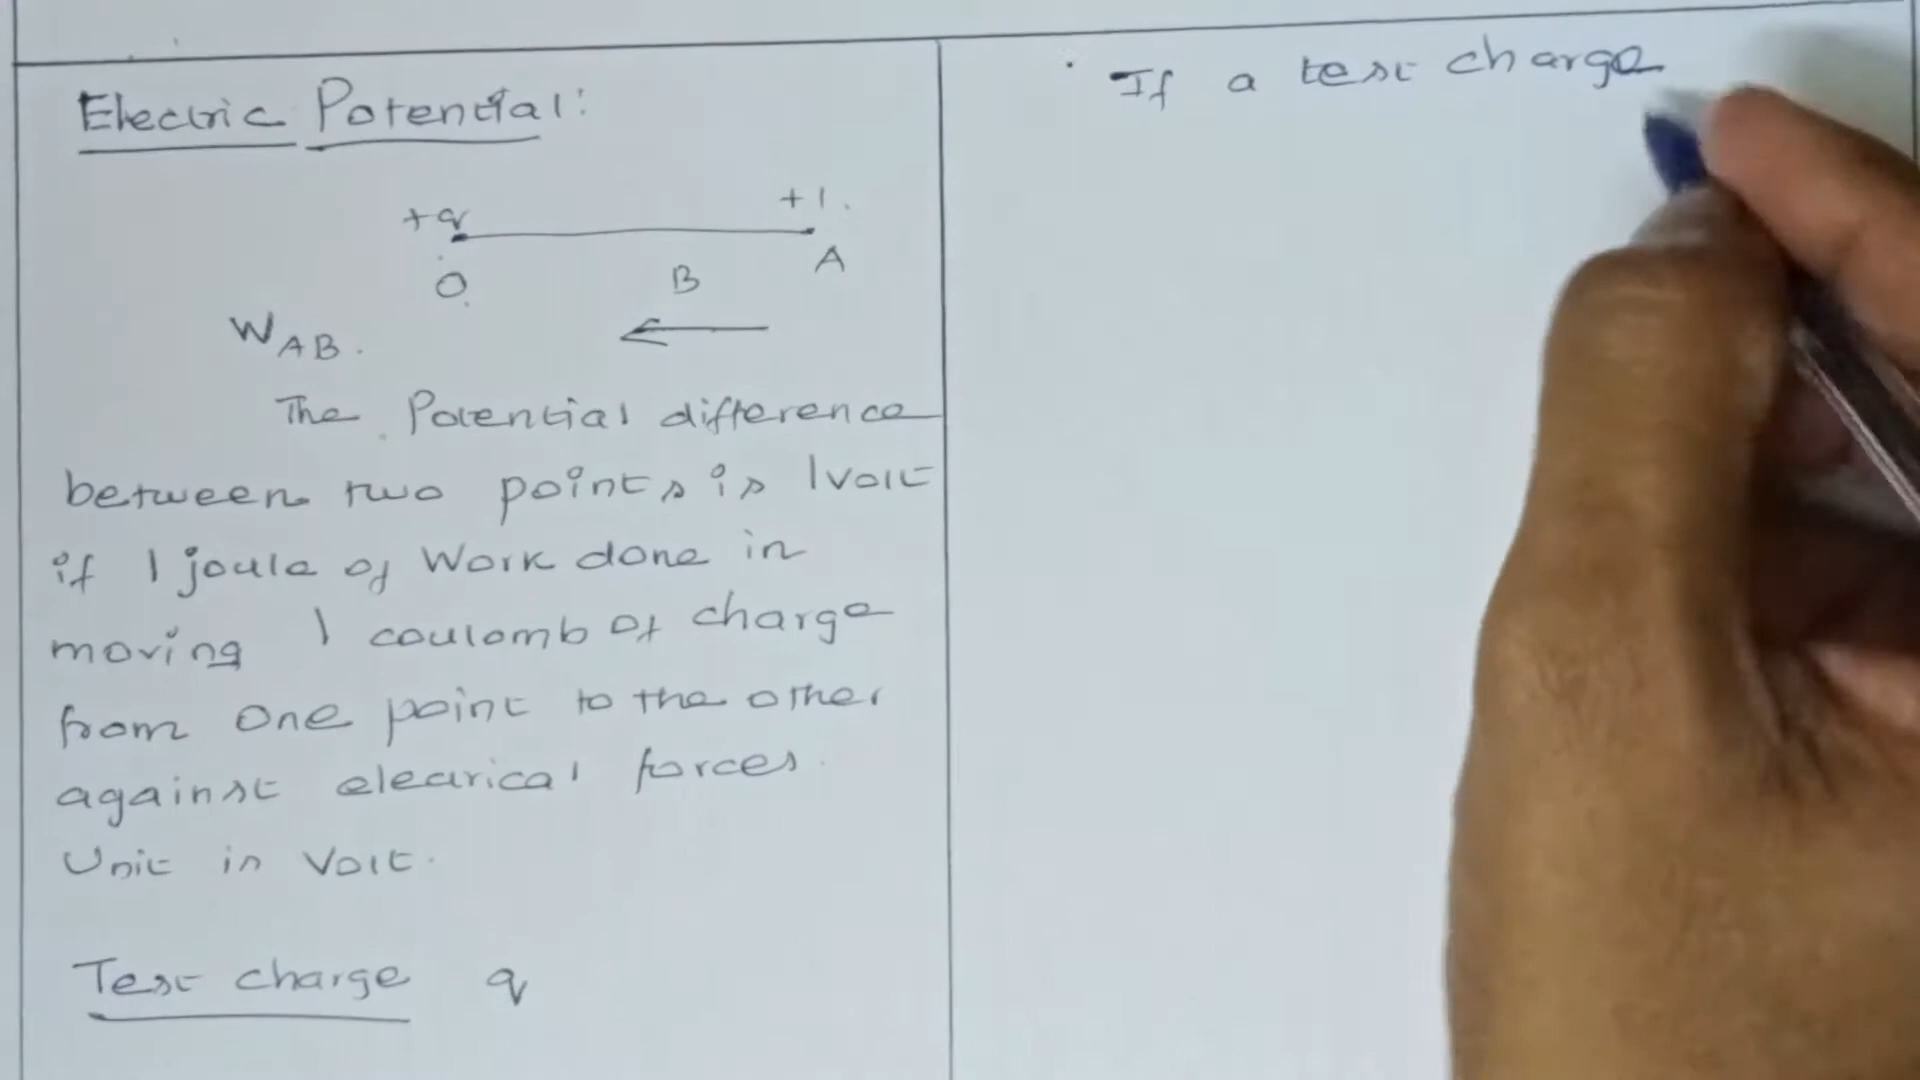 Electric Potential:
+q +1.
O B A
WAB.
The Potential difference
between two points is 1volt
if 1 joule of work done in
moving 1 coulomb of charge
from one point to the other
against elecrical forces.
Unit in Volt.
Test charge q
If a test charge